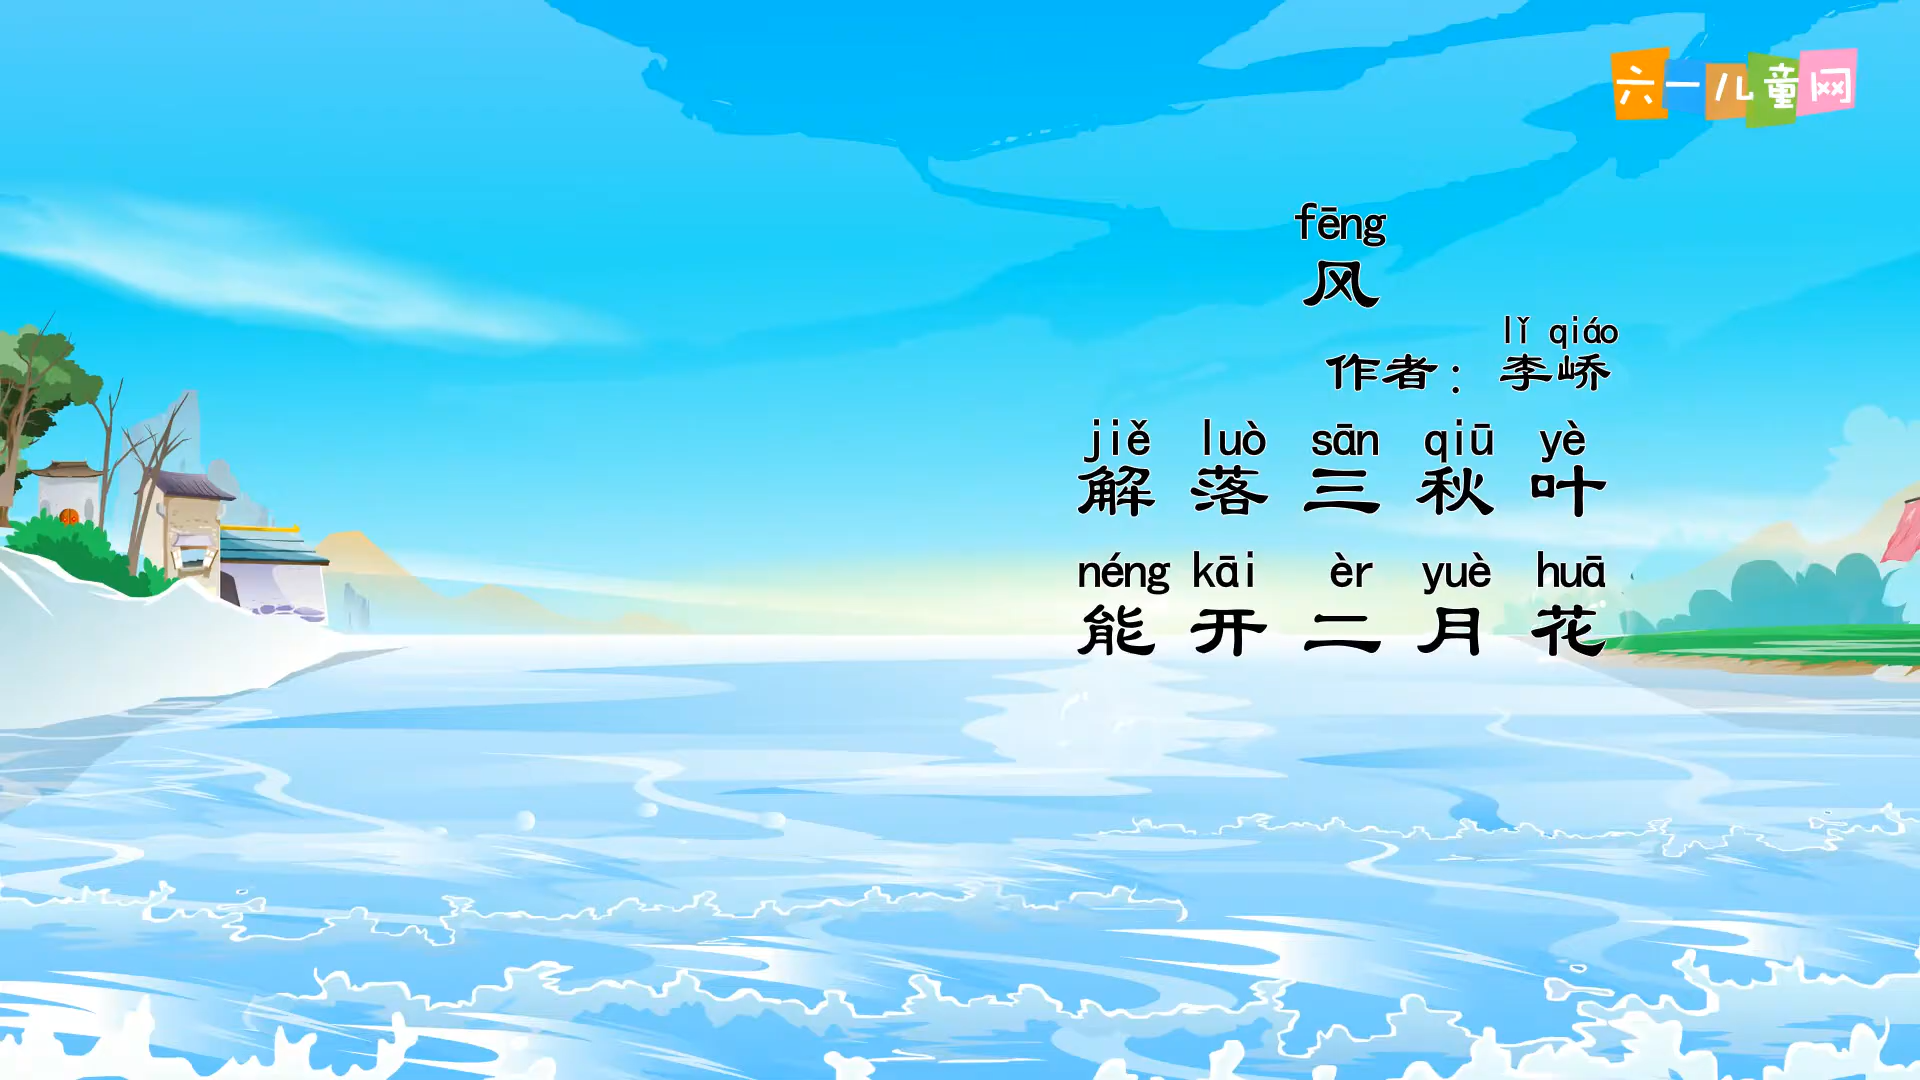 六一儿童网
fēng
风
lǐ qiáo
作者：李峤
jiě luò sān qiū yè
解落三秋叶
néng kāi èr yuè huā
能开二月花